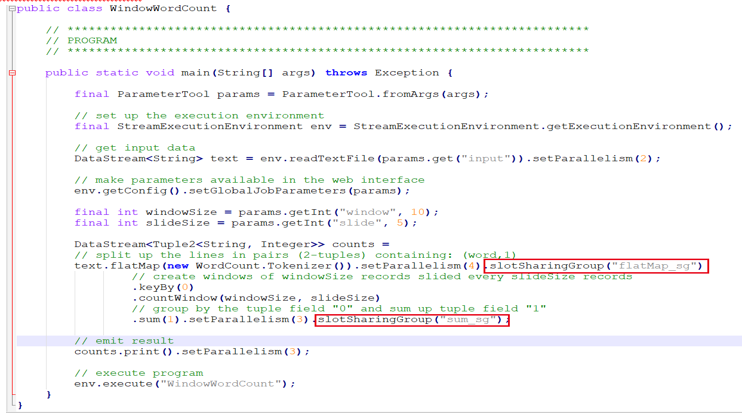 public class WindowWordCount {
// *************************************************************************
// PROGRAM
// *************************************************************************
public static void main(String[] args) throws Exception {
final ParameterTool params = ParameterTool.fromArgs(args);
// set up the execution environment
final StreamExecutionEnvironment env = StreamExecutionEnvironment.getExecutionEnvironment();
// get input data
DataStream<String> text = env.readTextFile(params.get("input")).setParallelism(2);
// make parameters available in the web interface
env.getConfig().setGlobalJobParameters(params);
final int windowSize = params.getInt("window", 10);
final int slideSize = params.getInt("slide", 5);
DataStream<Tuple2<String, Integer>> counts =
// split up the lines in pairs (2-tuples) containing: (word,1)
text.flatMap(new WordCount.Tokenizer()).setParallelism(4).slotSharingGroup("flatMap_sg")
// create windows of windowSize records slided every slideSize records
.keyBy(0)
.countWindow(windowSize, slideSize)
// group by the tuple field "0" and sum up tuple field "1"
.sum(1).setParallelism(3).slotSharingGroup("sum_sg");
// emit result
counts.print().setParallelism(3);
// execute program
env.execute("WindowWordCount");
}
}